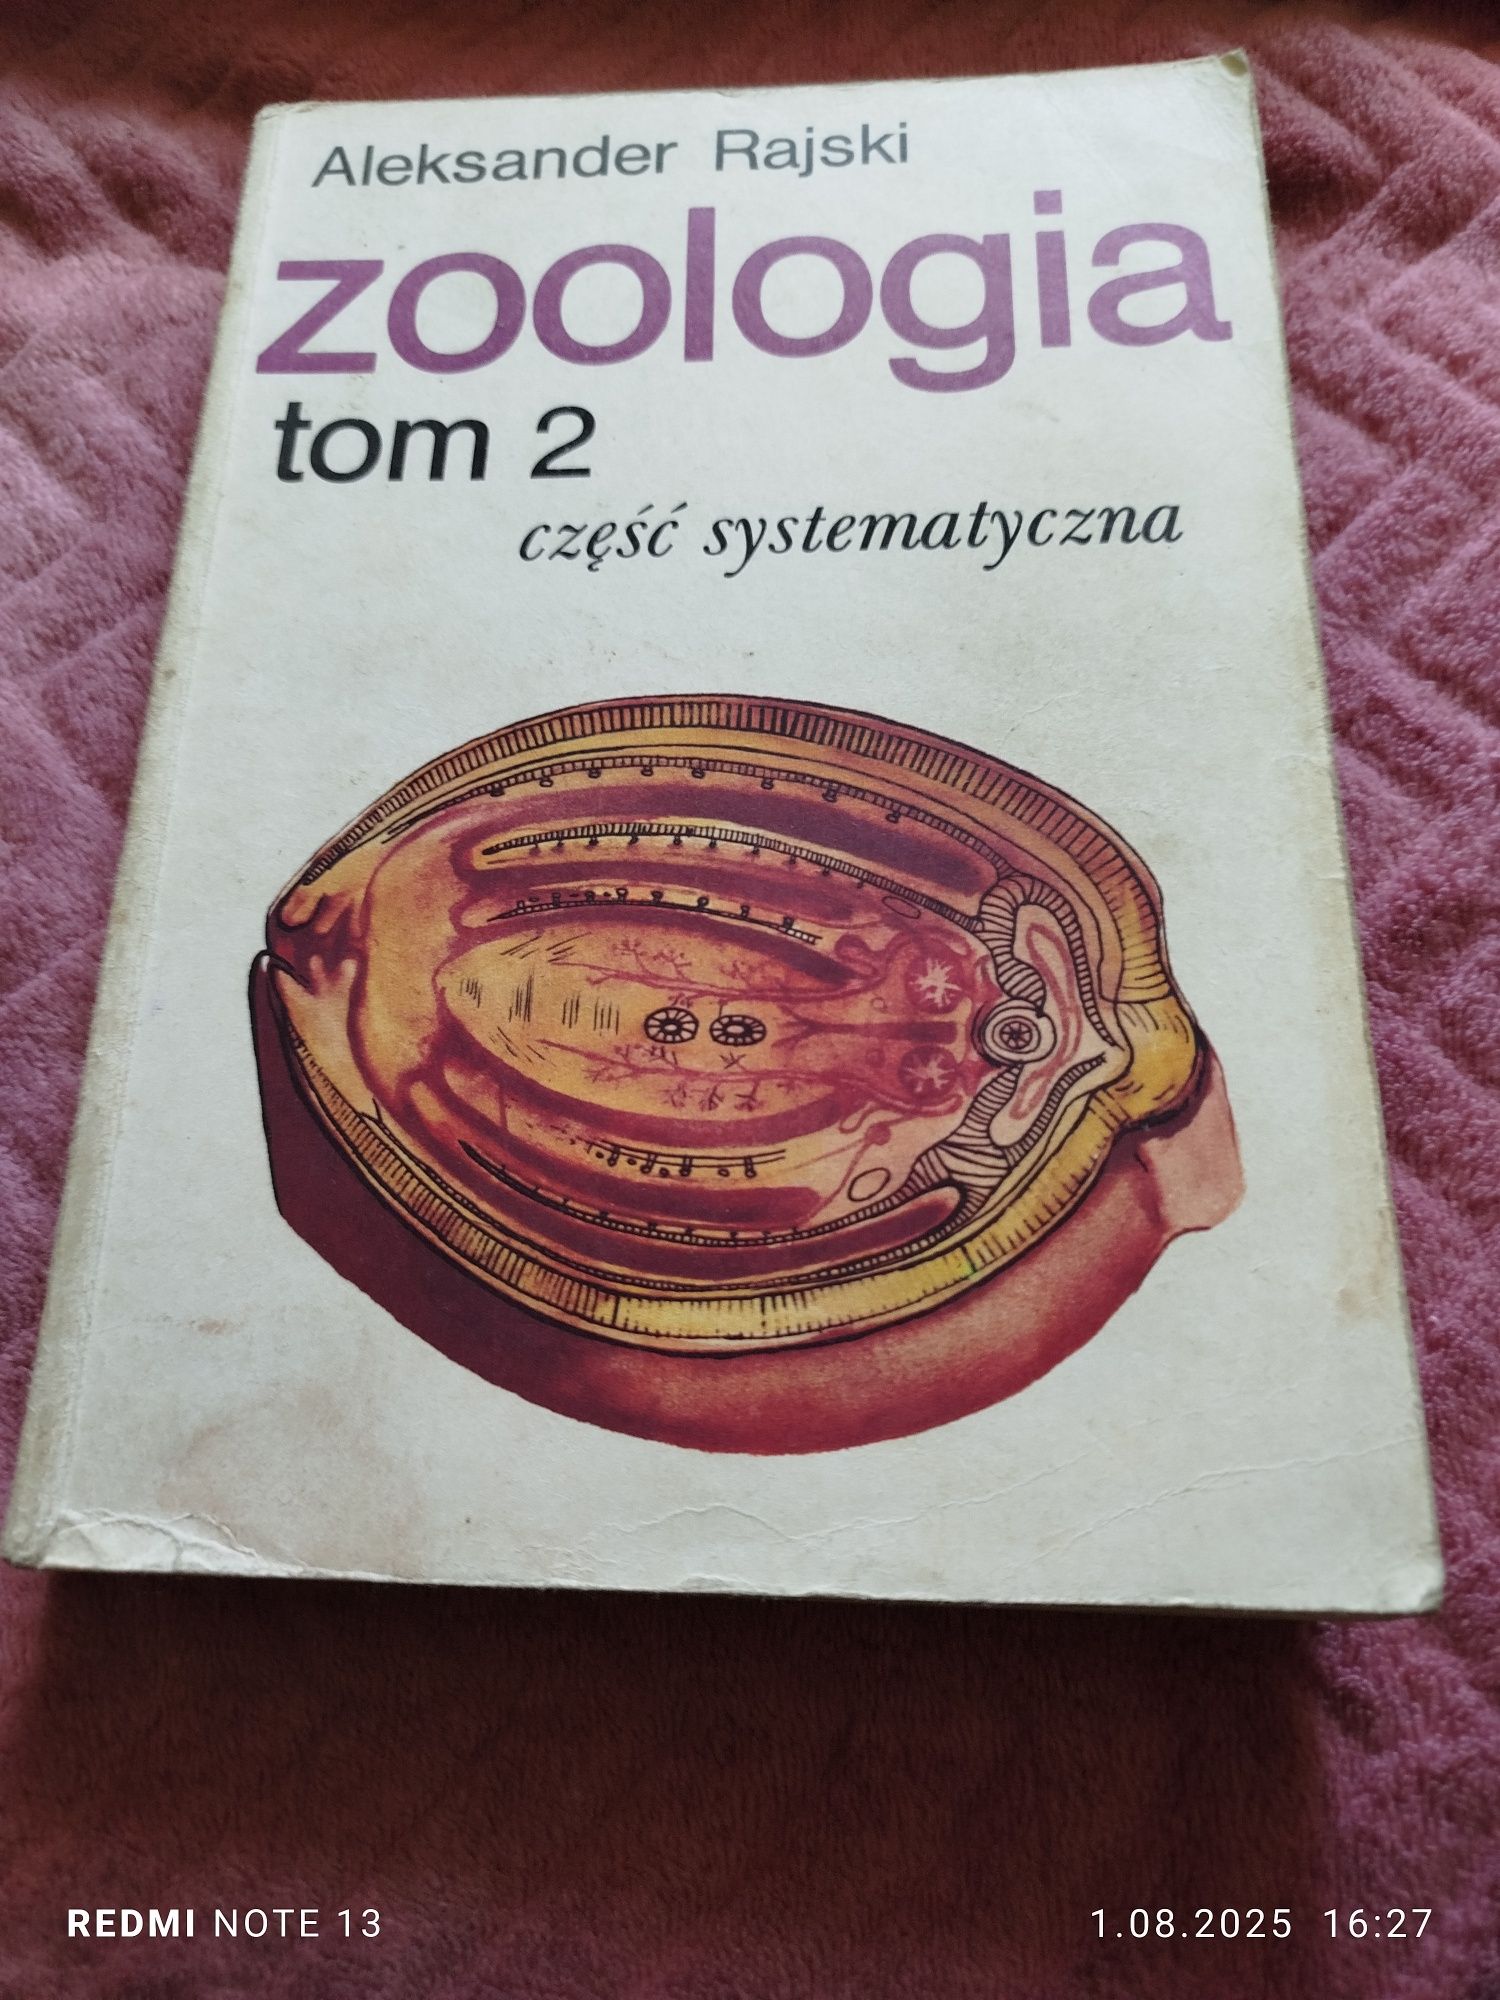 Aleksander Rajski
zoologia
tom 2
część systematyczna
REDMI NOTE 13
1.08.2025 16:27